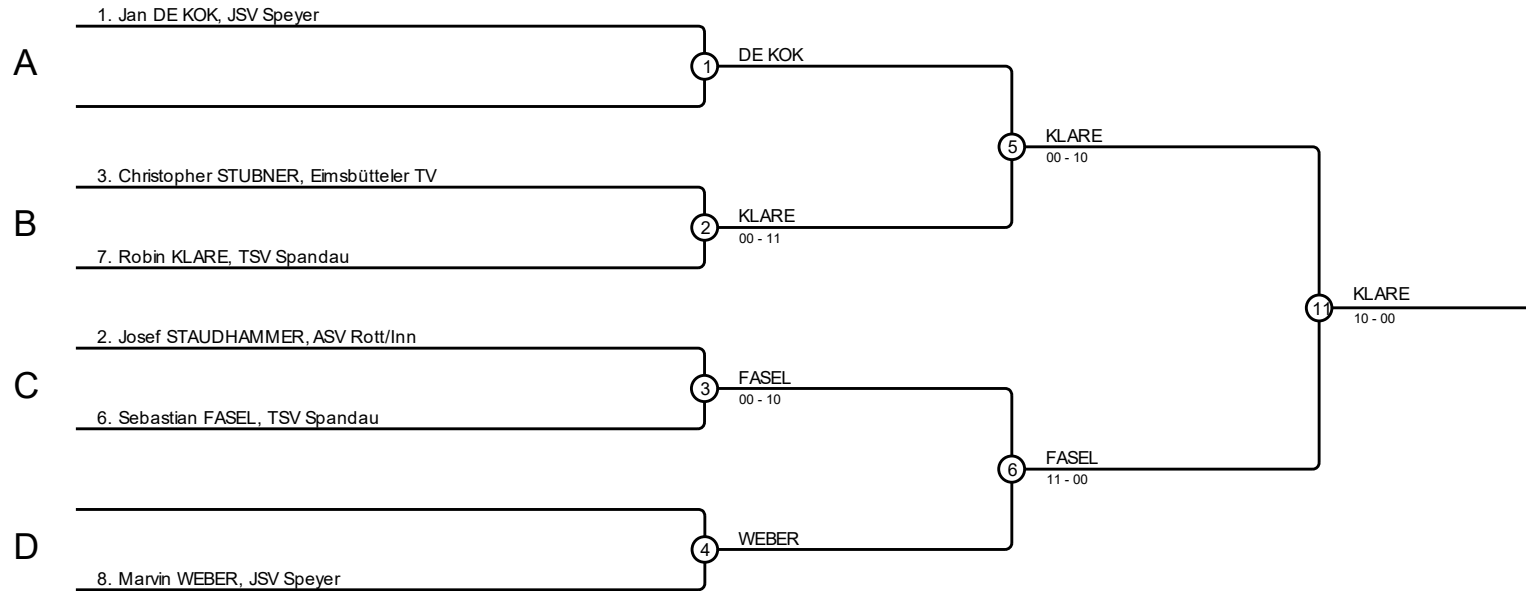 1. Jan DE KOK, JSV Speyer
A
1
DE KOK
5
KLARE
00 - 10
3. Christopher STUBNER, Eimsbütteler TV
B
2
KLARE
00 - 11
7. Robin KLARE, TSV Spandau
11
KLARE
10 - 00
2. Josef STAUDHAMMER, ASV Rott/Inn
C
3
FASEL
00 - 10
6. Sebastian FASEL, TSV Spandau
6
FASEL
11 - 00
D
4
WEBER
8. Marvin WEBER, JSV Speyer